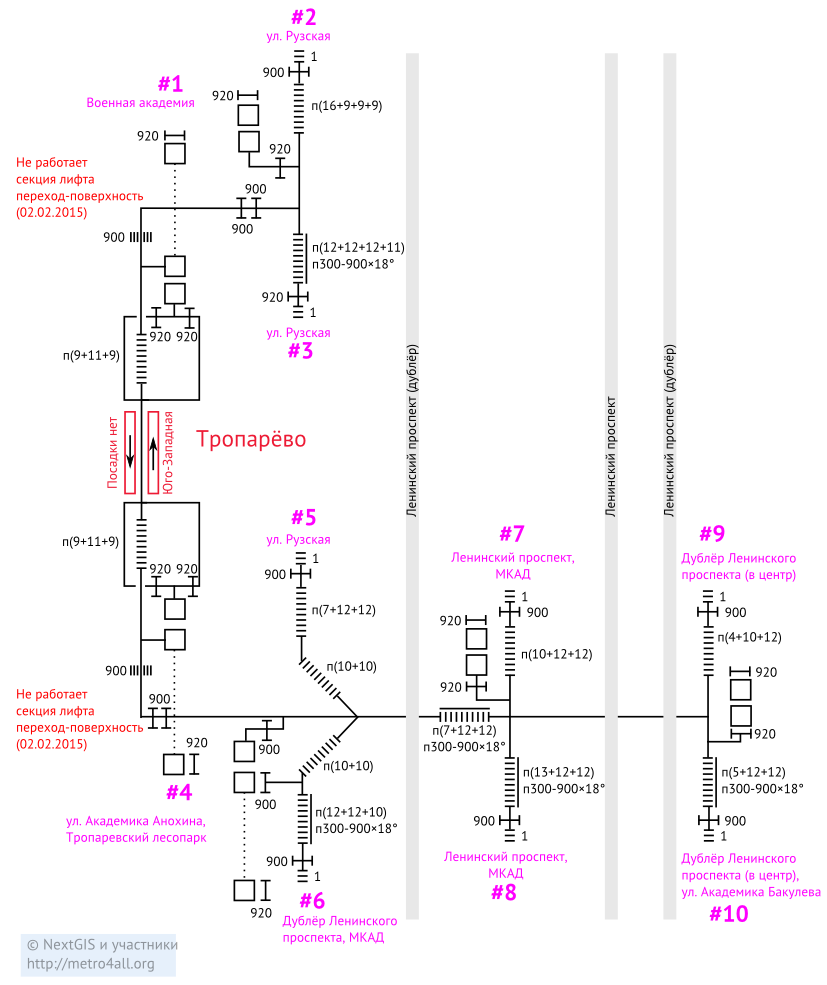 #2
ул. Рузская
1
900
#1
Военная академия
920
п(16+9+9+9)
920
920
Не работает
секция лифта
переход-поверхность
(02.02.2015)
900
900
900
п(12+12+12+11)
п300-900×18°
920
1
ул. Рузская
#3
920
920
п(9+11+9)
Посадки нет
Юго-Западная
Тропарёво
Ленинский проспект (дублёр)
Ленинский проспект
Ленинский проспект (дублёр)
#5
ул. Рузская
1
900
п(9+11+9)
920
920
п(7+12+12)
#7
Ленинский проспект,
МКАД
1
900
920
п(10+12+12)
920
#9
Дублёр Ленинского
проспекта (в центр)
1
900
п(4+10+12)
920
920
900
п(10+10)
Не работает
секция лифта
переход-поверхность
(02.02.2015)
900
920
#4
ул. Академика Анохина,
Тропаревский лесопарк
900
п(10+10)
900
п(12+12+10)
п300-900×18°
900
1
920
#6
Дублёр Ленинского
проспекта, МКАД
п(7+12+12)
п300-900×18°
п(13+12+12)
п300-900×18°
900
1
Ленинский проспект,
МКАД
#8
п(5+12+12)
п300-900×18°
900
1
Дублёр Ленинского
проспекта (в центр),
ул. Академика Бакулева
#10
© NextGIS и участники
http://metro4all.org